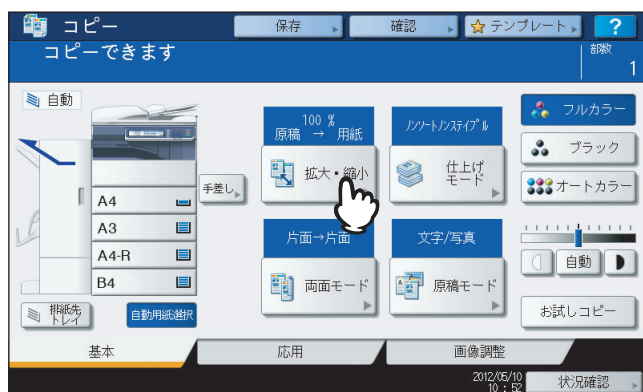 コピー
保存
確認
テンプレート
?
コピーできます
部数
1
自動
100 %
原稿 → 用紙
ノンソートノンステイプル
フルカラー
拡大・縮小
仕上げ
モード
ブラック
手差し
オートカラー
A4
A3
A4-R
B4
片面→片面
文字/写真
両面モード
原稿モード
自動
排紙先
トレイ
自動用紙選択
お試しコピー
基本
応用
画像調整
2012/05/10
10 : 52
状況確認